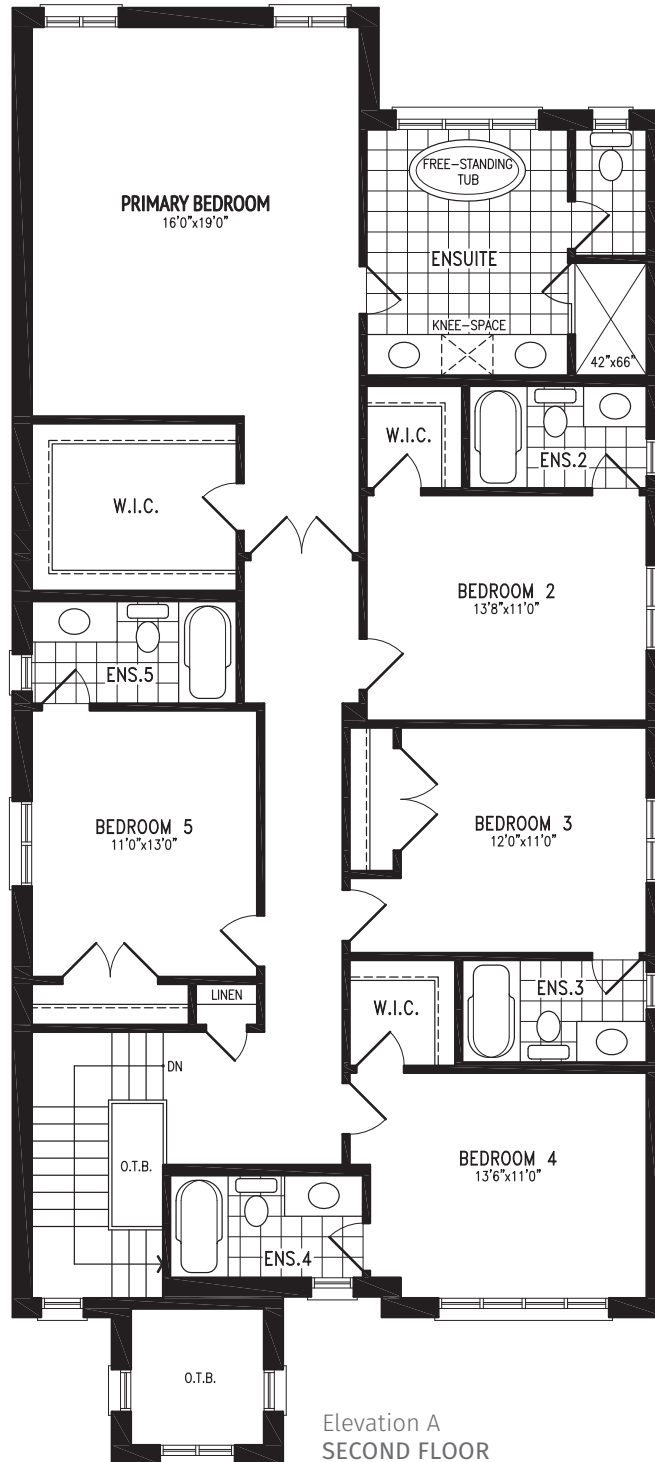 PRIMARY BEDROOM
16'0"x19'0"
FREE-STANDING
TUB
ENSUITE
KNEE-SPACE
42"x66"
W.I.C.
ENS.2
W.I.C.
BEDROOM 2
13'8"x11'0"
ENS.5
BEDROOM 5
11'0"x13'0"
BEDROOM 3
12'0"x11'0"
LINEN
W.I.C.
ENS.3
DN
O.T.B.
BEDROOM 4
13'6"x11'0"
ENS.4
O.T.B.
Elevation A
SECOND FLOOR